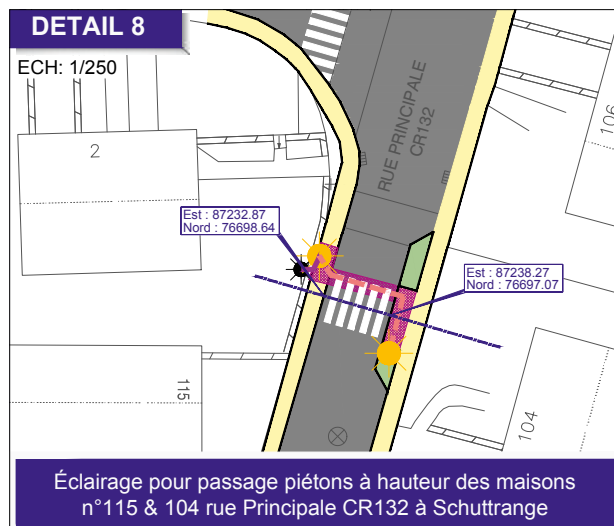 DETAIL 8
ECH: 1/250
2
RUE PRINCIPALE
CR132
106
Est : 87232.87
Nord : 76698.64
Est : 87238.27
Nord : 76697.07
115
104
Éclairage pour passage piétons à hauteur des maisons
n°115 & 104 rue Principale CR132 à Schuttrange